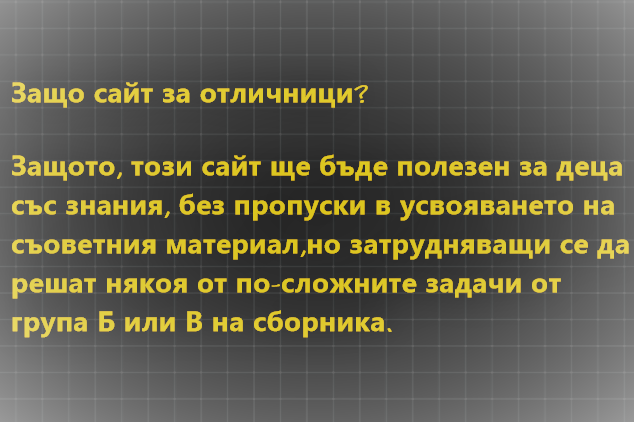 Защо сайт за отличници?
Защото, този сайт ще бъде полезен за деца
със знания, без пропуски в усвояването на
съоветния материал,но затрудняващи се да
решат някоя от по-сложните задачи от
група Б или В на сборника.